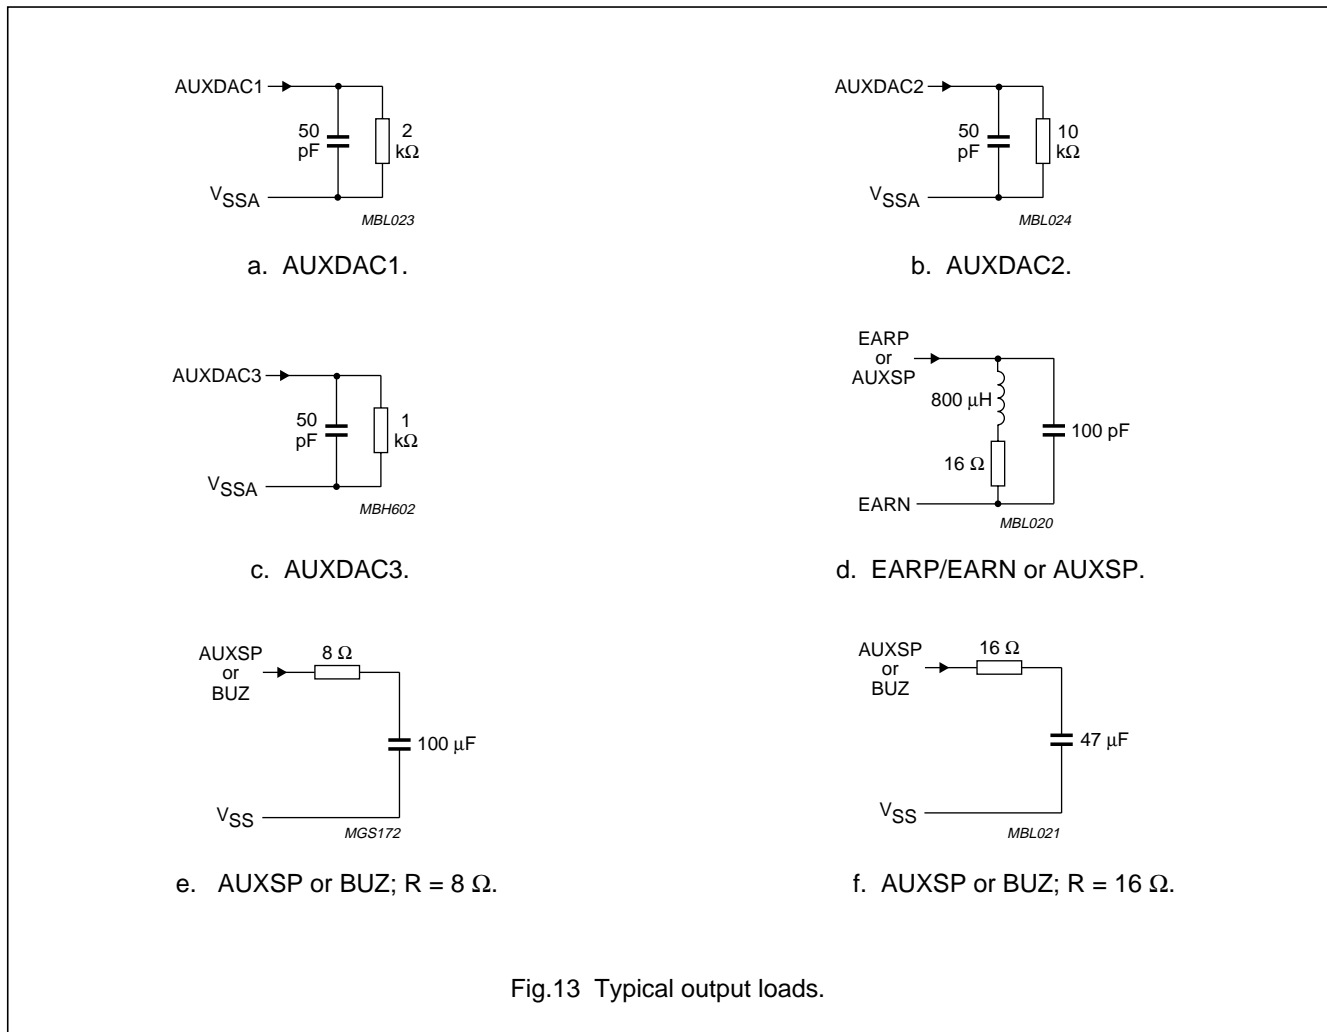 AUXDAC1
50
pF
2
kΩ
VSSA
MBL023
a. AUXDAC1.
AUXDAC2
50
pF
10
kΩ
VSSA
MBL024
b. AUXDAC2.
AUXDAC3
50
pF
1
kΩ
VSSA
MBH602
c. AUXDAC3.
EARP
or
AUXSP
800 μH
16 Ω
100 pF
EARN
MBL020
d. EARP/EARN or AUXSP.
AUXSP
or
BUZ
8 Ω
100 μF
VSS
MGS172
e. AUXSP or BUZ; R = 8 Ω.
AUXSP
or
BUZ
16 Ω
47 μF
VSS
MBL021
f. AUXSP or BUZ; R = 16 Ω.
Fig.13 Typical output loads.